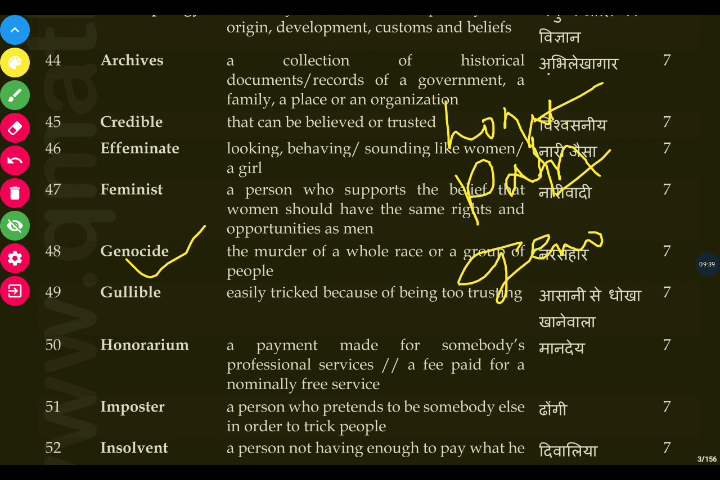 origin, development, customs and beliefs
विज्ञान
44 Archives a collection of historical अभिलेखागार 7
documents/records of a government, a
family, a place or an organization
45 Credible that can be believed or trusted विश्वसनीय 7
46 Effeminate looking, behaving/ sounding like women/ नारी जैसा 7
a girl
47 Feminist a person who supports the belief that नारीवादी 7
women should have the same rights and
opportunities as men
48 Genocide the murder of a whole race or a group of नरसंहार 7
people
Geno
09:39
49 Gullible easily tricked because of being too trusting आसानी से धोखा 7
खानेवाला
50 Honorarium a payment made for somebody's मानदेय 7
professional services // a fee paid for a
nominally free service
51 Imposter a person who pretends to be somebody else ढोंगी 7
in order to trick people
52 Insolvent a person not having enough to pay what he दिवालिया 7
3/156